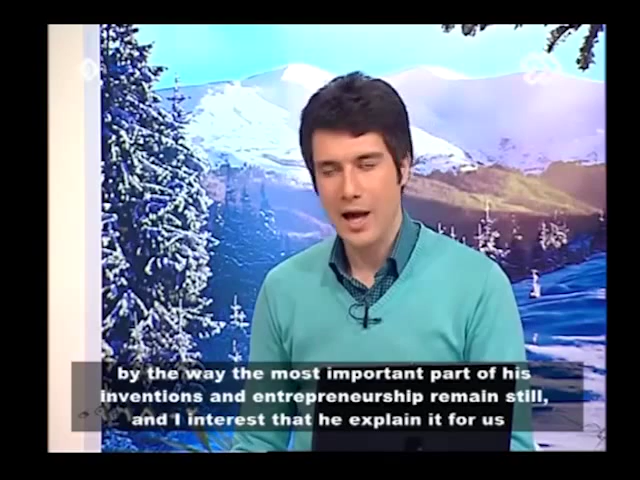 by the way the most important part of his
inventions and entrepreneurship remain still,
and I interest that he explain it for us